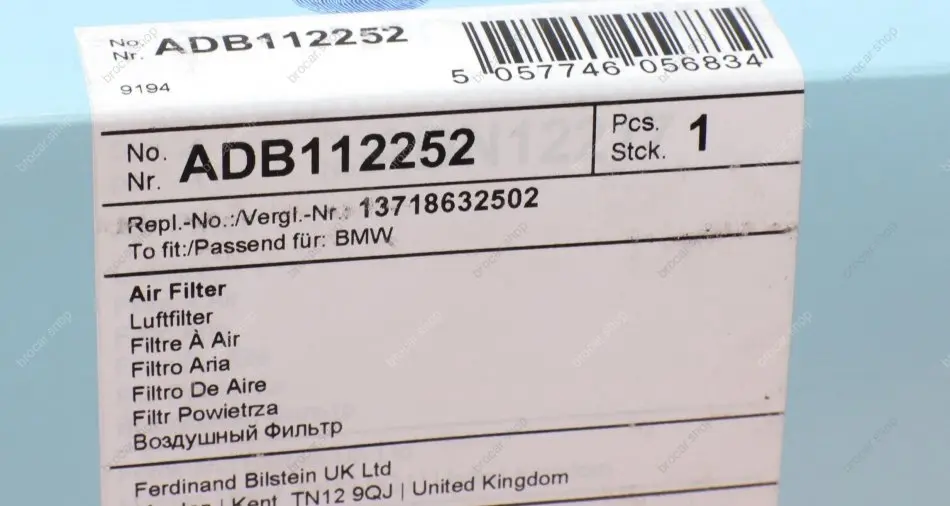 No. ADB112252
Nr.
9194
5 057746 056834
No. ADB112252
Nr.
Pcs. 1
Stck.
Repl.-No.:/Vergl.-Nr.: 13718632502
To fit:/Passend für: BMW
Air Filter
Luftfilter
Filtre À Air
Filtro Aria
Filtro De Aire
Filtr Powietrza
Воздушный Фильтр
Ferdinand Bilstein UK Ltd
| Kent, TN12 9QJ | United Kingdom
brocar.shop